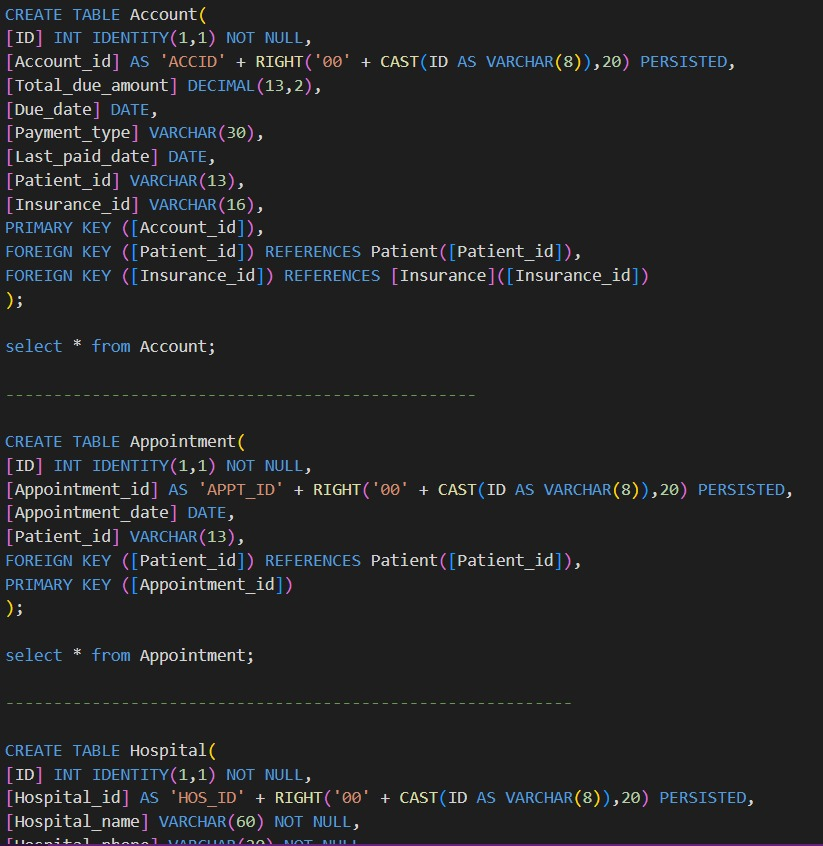 CREATE TABLE Account(
[ID] INT IDENTITY(1,1) NOT NULL,
[Account_id] AS 'ACCID' + RIGHT('00' + CAST(ID AS VARCHAR(8)),20) PERSISTED,
[Total_due_amount] DECIMAL(13,2),
[Due_date] DATE,
[Payment_type] VARCHAR(30),
[Last_paid_date] DATE,
[Patient_id] VARCHAR(13),
[Insurance_id] VARCHAR(16),
PRIMARY KEY ([Account_id]),
FOREIGN KEY ([Patient_id]) REFERENCES Patient([Patient_id]),
FOREIGN KEY ([Insurance_id]) REFERENCES [Insurance]([Insurance_id])
);
select * from Account;
-------------------------------------------------
CREATE TABLE Appointment(
[ID] INT IDENTITY(1,1) NOT NULL,
[Appointment_id] AS 'APPT_ID' + RIGHT('00' + CAST(ID AS VARCHAR(8)),20) PERSISTED,
[Appointment_date] DATE,
[Patient_id] VARCHAR(13),
FOREIGN KEY ([Patient_id]) REFERENCES Patient([Patient_id]),
PRIMARY KEY ([Appointment_id])
);
select * from Appointment;
-----------------------------------------------------------
CREATE TABLE Hospital(
[ID] INT IDENTITY(1,1) NOT NULL,
[Hospital_id] AS 'HOS_ID' + RIGHT('00' + CAST(ID AS VARCHAR(8)),20) PERSISTED,
[Hospital_name] VARCHAR(60) NOT NULL,
[Hospital_phone] VARCHAR(20) NOT NULL